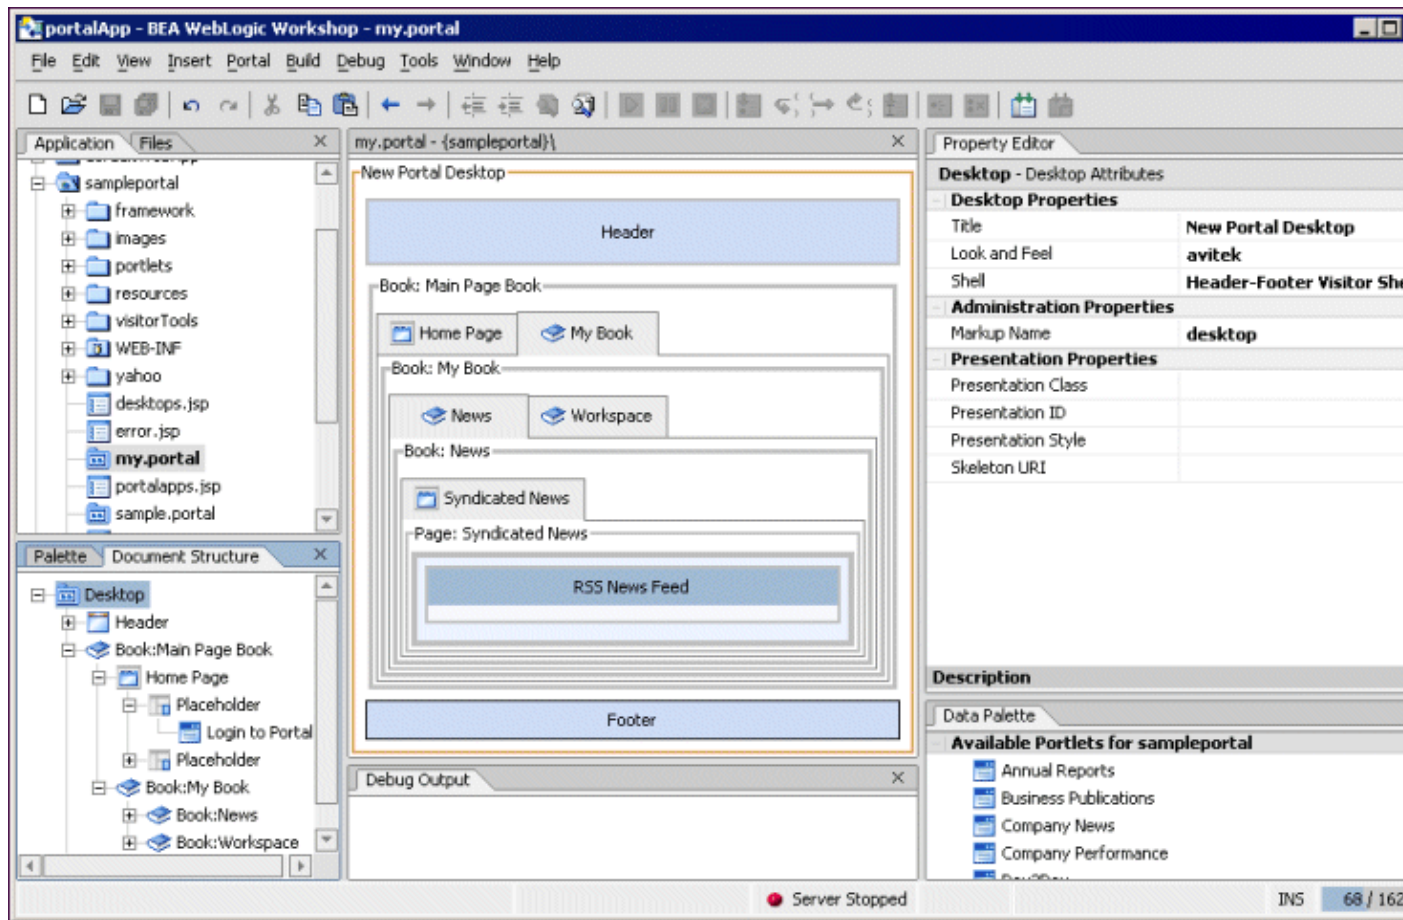 portalApp - BEA WebLogic Workshop - my.portal
File Edit View Insert Portal Build Debug Tools Window Help
Application Files
sampleportal
framework
images
portlets
resources
visitorTools
WEB-INF
yahoo
desktops.jsp
error.jsp
my.portal
portalapps.jsp
sample.portal
Palette Document Structure
Desktop
Header
Book:Main Page Book
Home Page
Placeholder
Login to Portal
Placeholder
Book:My Book
Book:News
Book:Workspace
my.portal - {sampleportal}\
New Portal Desktop
Header
Book: Main Page Book
Home Page My Book
Book: My Book
News Workspace
Book: News
Syndicated News
Page: Syndicated News
RSS News Feed
Footer
Debug Output
Property Editor
Desktop - Desktop Attributes
Desktop Properties
Title New Portal Desktop
Look and Feel avitek
Shell Header-Footer Visitor She
Administration Properties
Markup Name desktop
Presentation Properties
Presentation Class
Presentation ID
Presentation Style
Skeleton URI
Description
Data Palette
Available Portlets for sampleportal
Annual Reports
Business Publications
Company News
Company Performance
Server Stopped INS 68 / 162